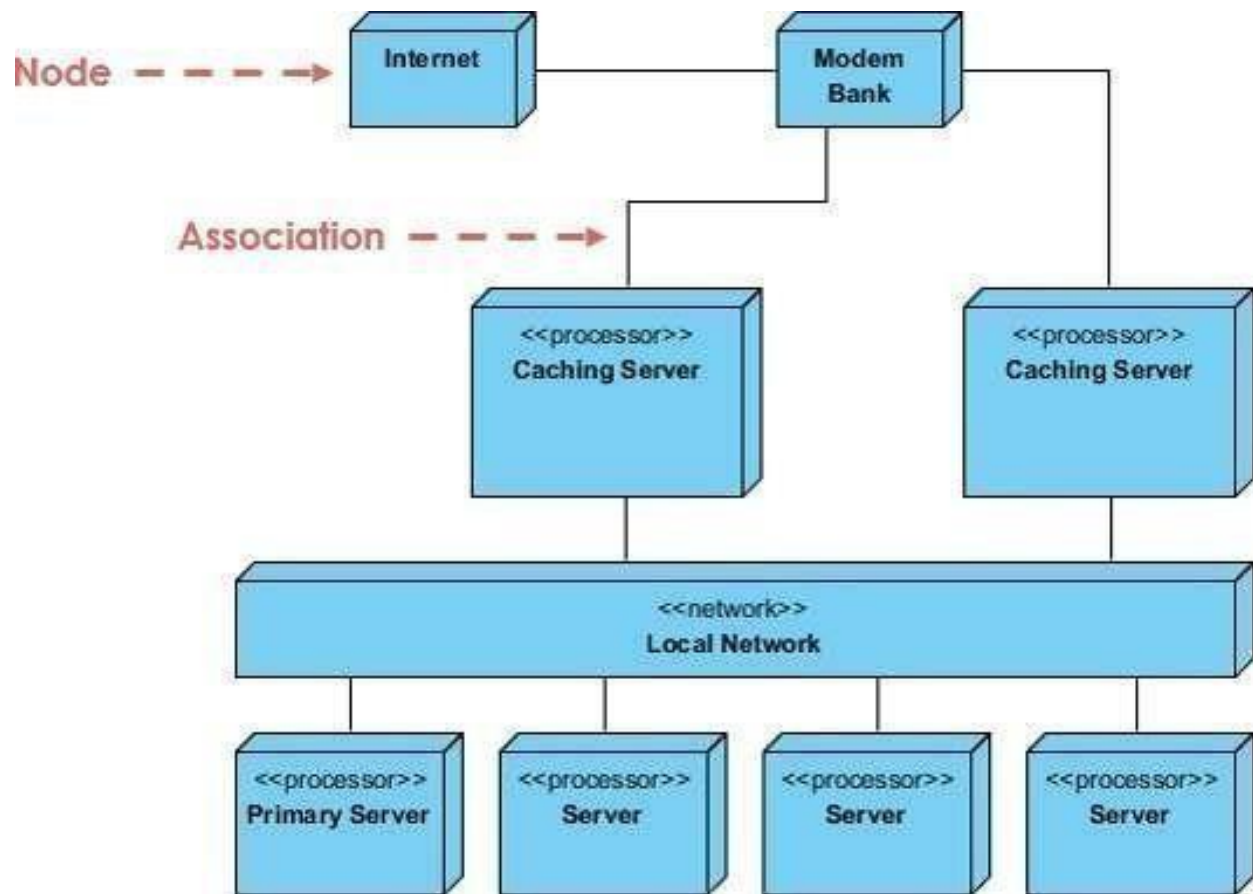 Node
Internet
Modem
Bank
Association
<<processor>>
Caching Server
<<processor>>
Caching Server
<<network>>
Local Network
<<processor>>
Primary Server
<<processor>>
Server
<<processor>>
Server
<<processor>>
Server